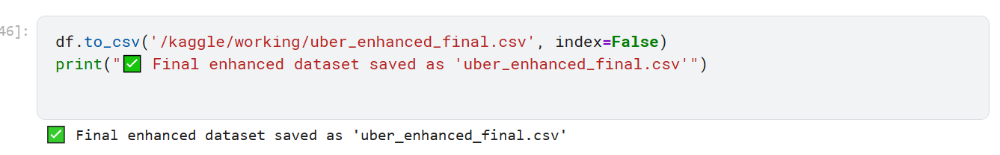 46]:
df.to_csv('/kaggle/working/uber_enhanced_final.csv', index=False)
print("✅ Final enhanced dataset saved as 'uber_enhanced_final.csv'")
✅ Final enhanced dataset saved as 'uber_enhanced_final.csv'